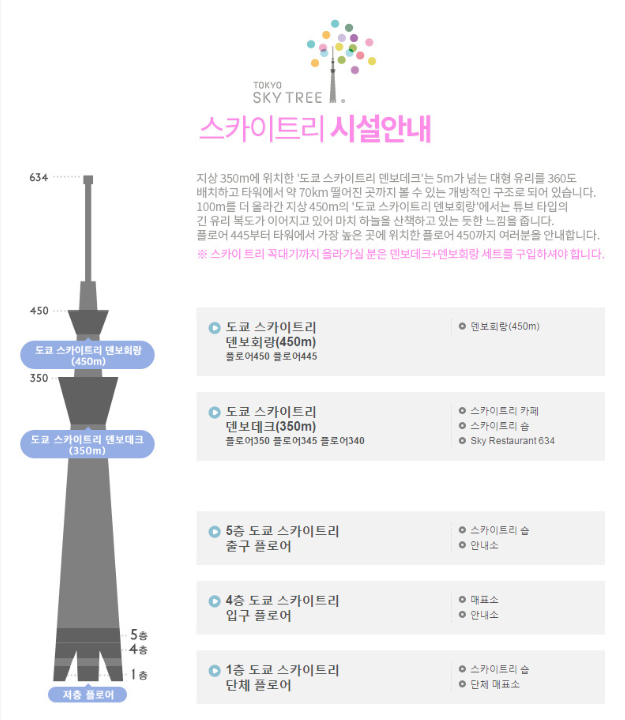 TOKYO
SKY TREE
스카이트리 시설안내
634
지상 350m에 위치한 '도쿄 스카이트리 덴보데크'는 5m가 넘는 대형 유리를 360도
배치하고 타워에서 약 70km 떨어진 곳까지 볼 수 있는 개방적인 구조로 되어 있습니다.
100m를 더 올라간 지상 450m의 '도쿄 스카이트리 덴보회랑'에서는 튜브 타입의
긴 유리 복도가 이어지고 있어 마치 하늘을 산책하고 있는 듯한 느낌을 줍니다.
플로어 445부터 타워에서 가장 높은 곳에 위치한 플로어 450까지 여러분을 안내합니다.
※ 스카이 트리 꼭대기까지 올라가실 분은 덴보데크+덴보회랑 세트를 구입하셔야 합니다.
450
도쿄 스카이트리 덴보회랑
(450m)
350
도쿄 스카이트리 덴보데크
(350m)
5층
4층
1층
저층 플로어
도쿄 스카이트리
덴보회랑(450m)
플로어450 플로어445
덴보회랑(450m)
도쿄 스카이트리
덴보데크(350m)
플로어350 플로어345 플로어340
스카이트리 카페
스카이트리 숍
Sky Restaurant 634
5층 도쿄 스카이트리
출구 플로어
스카이트리 숍
안내소
4층 도쿄 스카이트리
입구 플로어
매표소
안내소
1층 도쿄 스카이트리
단체 플로어
스카이트리 숍
단체 매표소